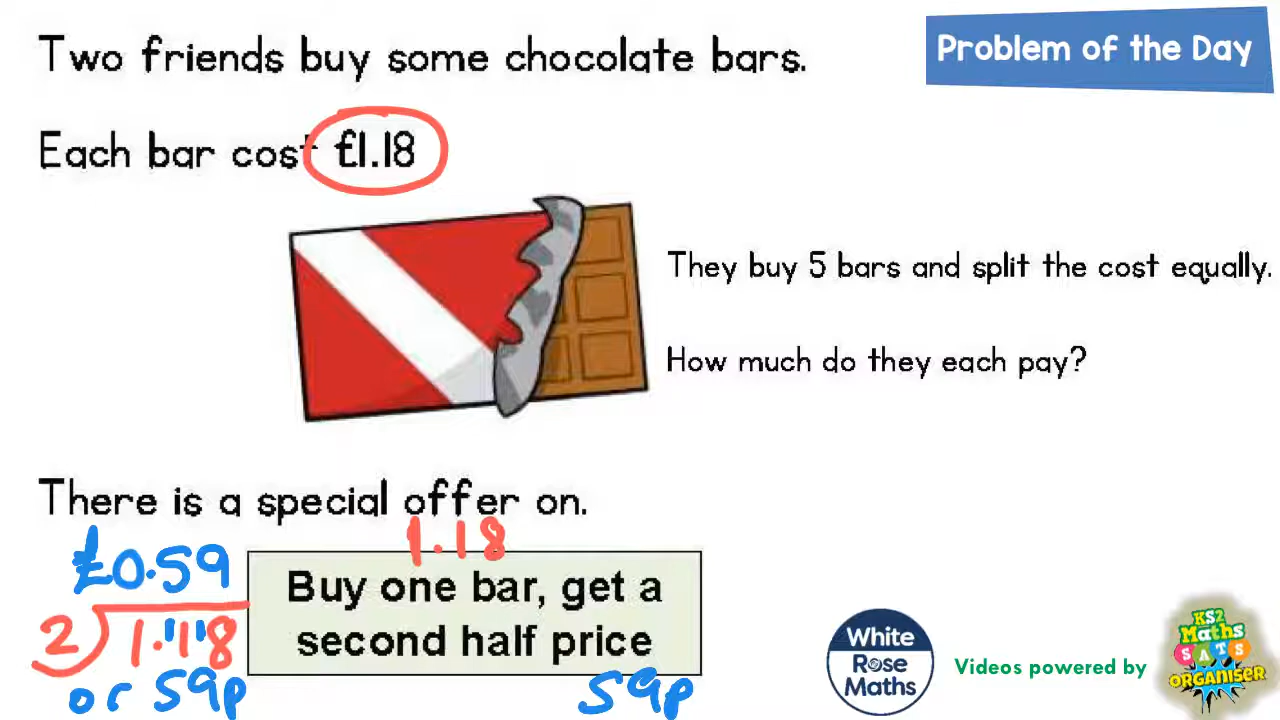 Two friends buy some chocolate bars.
Problem of the Day
Each bar cost £1.18
They buy 5 bars and split the cost equally.
How much do they each pay?
There is a special offer on.
1.18
£0.59
Buy one bar, get a
second half price
2 1.118
or 59p
59p
White
Rose
Maths
Videos powered by
KS2
Maths
SATS
ORGANISER